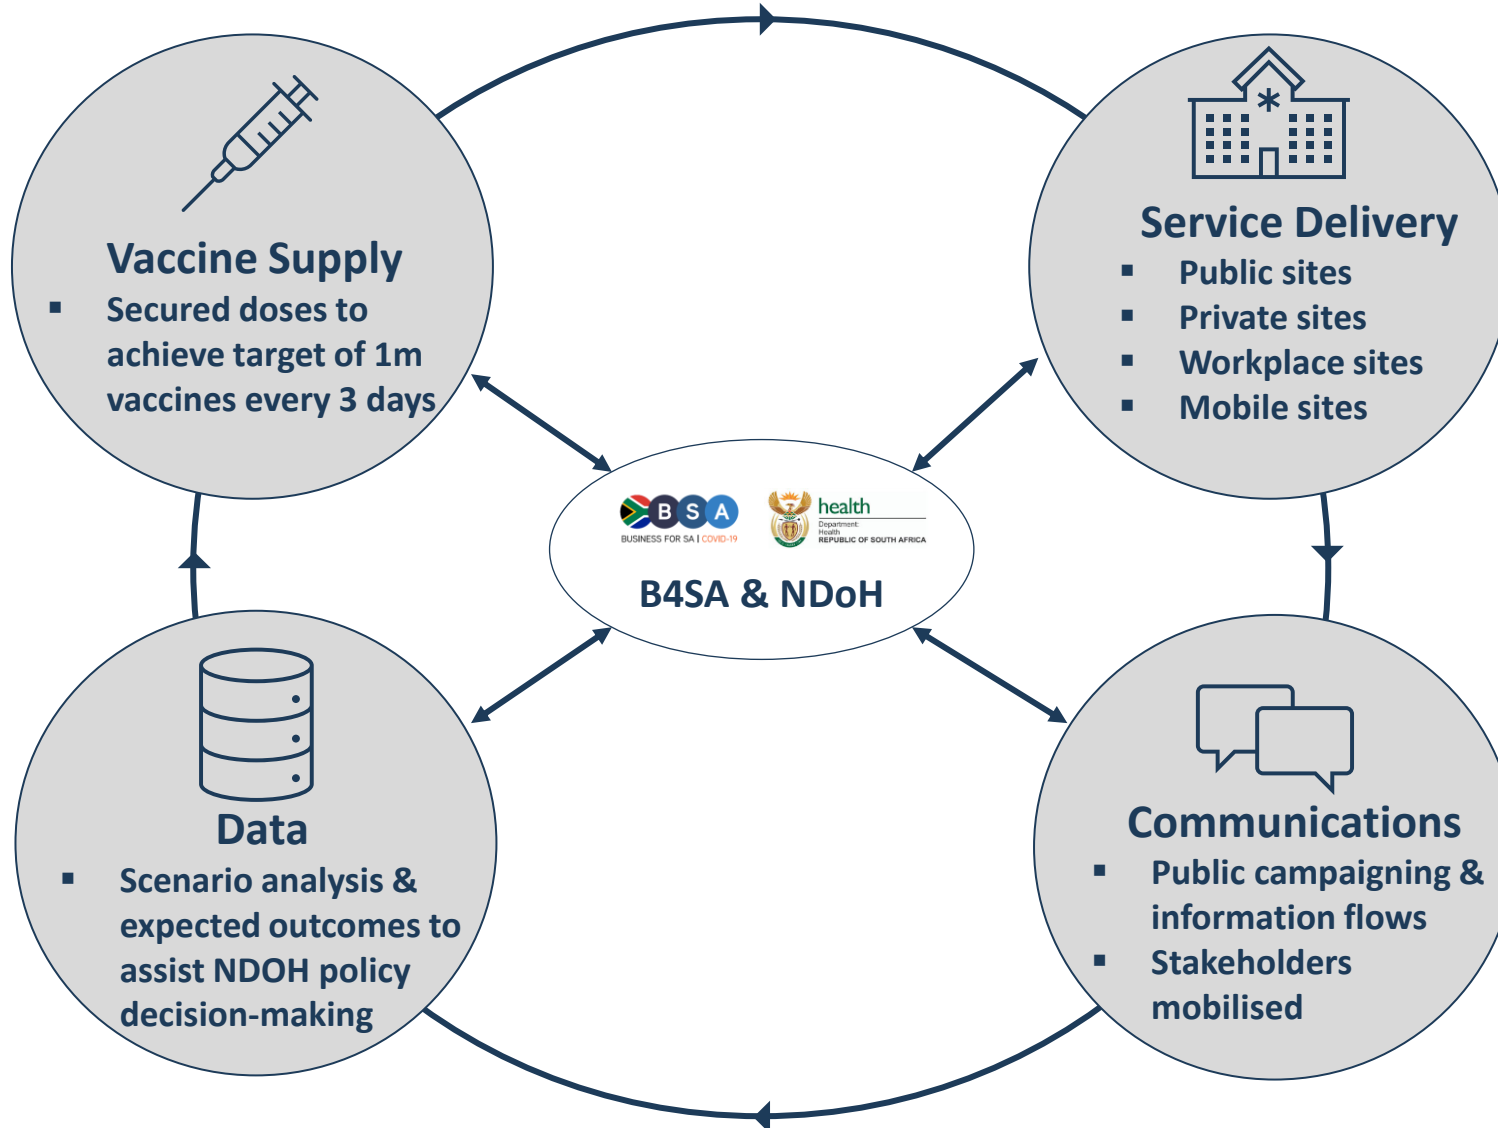 Vaccine Supply
▪ Secured doses to
achieve target of 1m
vaccines every 3 days
Service Delivery
▪ Public sites
▪ Private sites
▪ Workplace sites
▪ Mobile sites
B S A
BUSINESS FOR SA | COVID-19
health
Department:
Health
REPUBLIC OF SOUTH AFRICA
B4SA & NDoH
Data
▪ Scenario analysis &
expected outcomes to
assist NDOH policy
decision-making
Communications
▪ Public campaigning &
information flows
▪ Stakeholders
mobilised